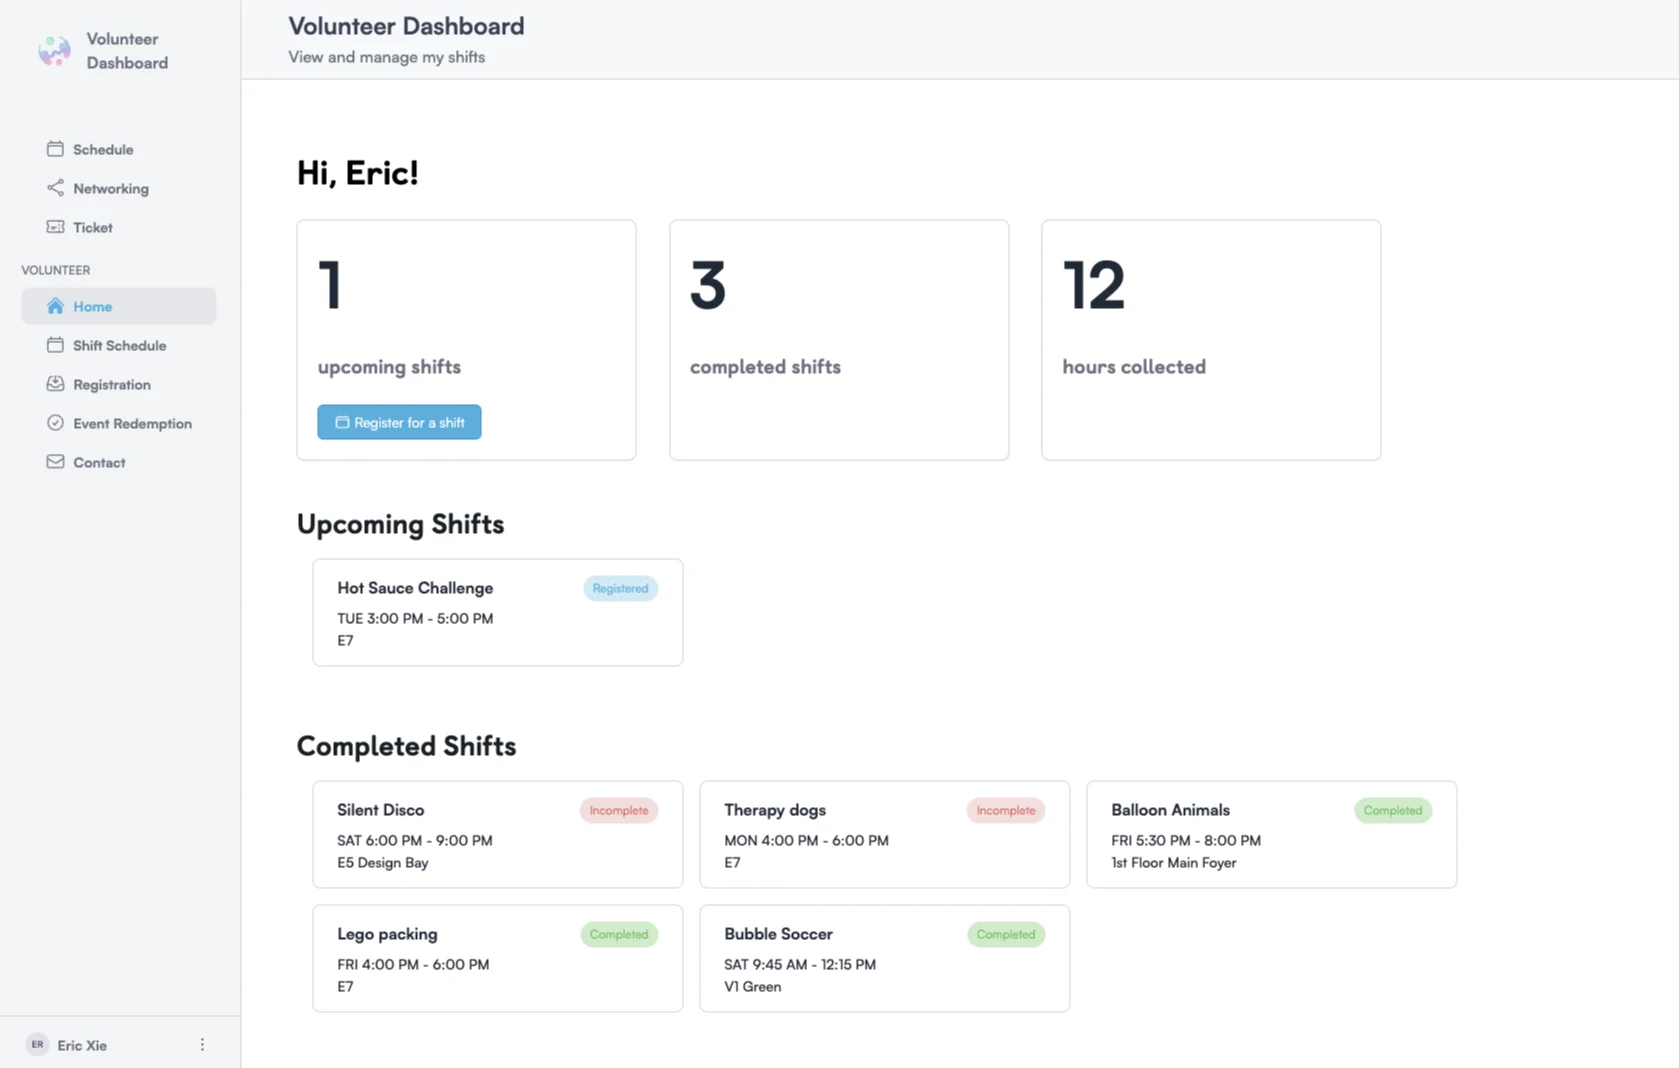 Volunteer
Dashboard
Schedule
Networking
Ticket
VOLUNTEER
Home
Shift Schedule
Registration
Event Redemption
Contact
ER Eric Xie
Volunteer Dashboard
View and manage my shifts
Hi, Eric!
1
upcoming shifts
Register for a shift
3
completed shifts
12
hours collected
Upcoming Shifts
Hot Sauce Challenge Registered
TUE 3:00 PM - 5:00 PM
E7
Completed Shifts
Silent Disco Incomplete
SAT 6:00 PM - 9:00 PM
E5 Design Bay
Therapy dogs Incomplete
MON 4:00 PM - 6:00 PM
E7
Balloon Animals Completed
FRI 5:30 PM - 8:00 PM
1st Floor Main Foyer
Lego packing Completed
FRI 4:00 PM - 6:00 PM
E7
Bubble Soccer Completed
SAT 9:45 AM - 12:15 PM
V1 Green